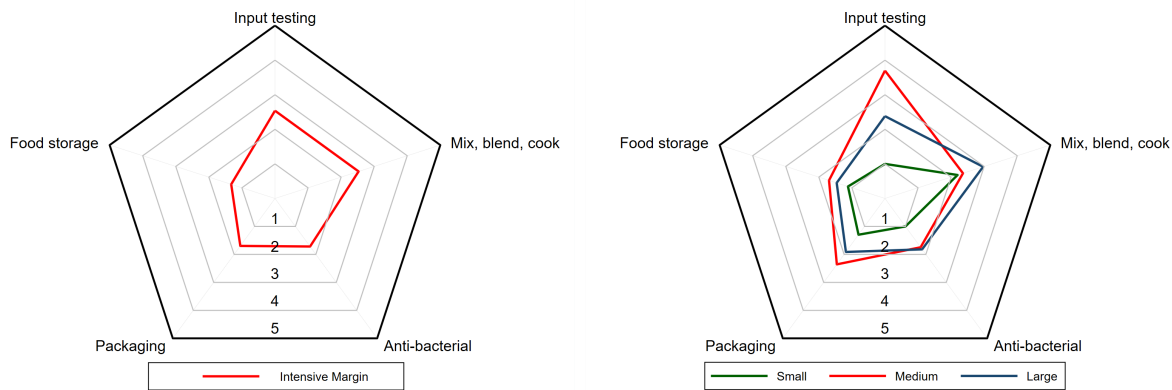 Input testing
Food storage
Mix, blend, cook
1
2
3
4
5
Packaging
Anti-bacterial
Intensive Margin
Input testing
Food storage
Mix, blend, cook
1
2
3
4
5
Packaging
Anti-bacterial
Small Medium Large